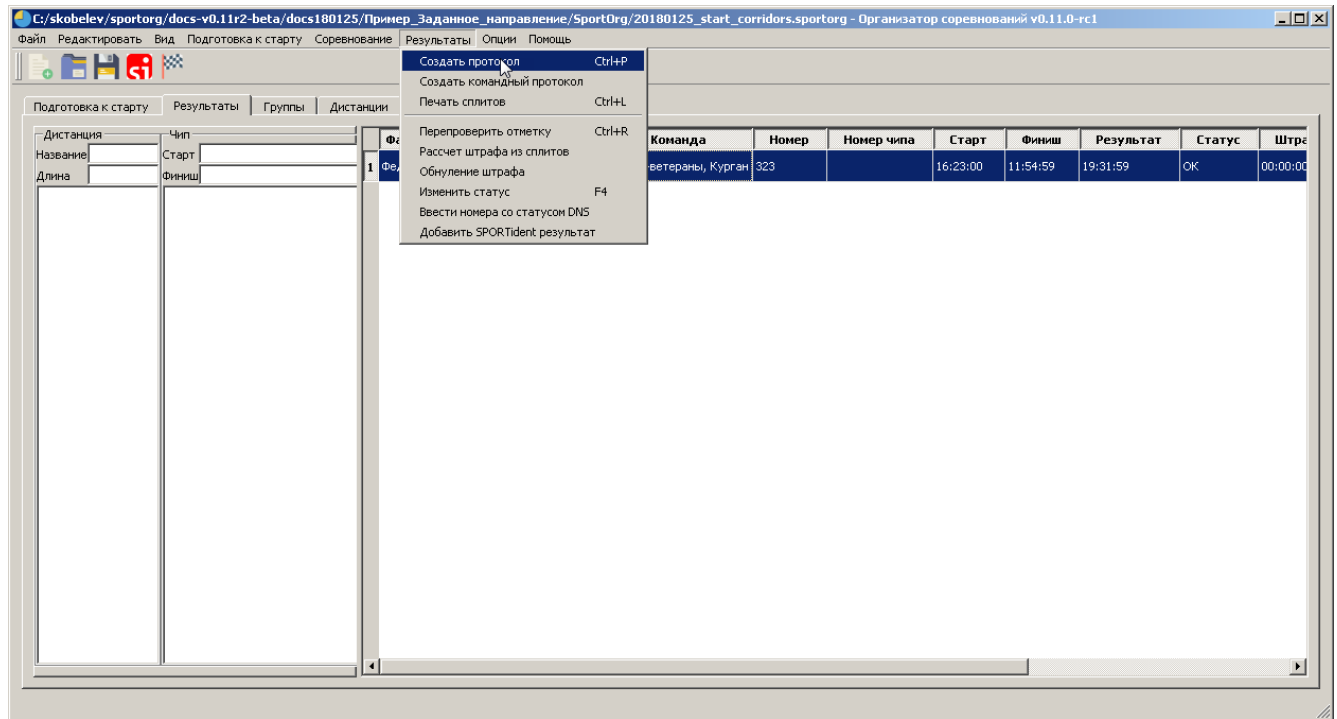 C:/skobelev/sportorg/docs-v0.11r2-beta/docs180125/Пример_Заданное_направление/SportOrg/20180125_start_corridors.sportorg - Организатор соревнований v0.11.0-rc1
Файл Редактировать Вид Подготовка к старту Соревнование Результаты Опции Помощь
Создать протокол Ctrl+P
Создать командный протокол
Печать сплитов Ctrl+L
Перепроверить отметку Ctrl+R
Рассчет штрафа из сплитов
Обнуление штрафа
Изменить статус F4
Ввести номера со статусом DNS
Добавить SPORTident результат
Подготовка к старту Результаты Группы Дистанции
Дистанция
Название
Длина
Чип
Старт
Финиш
Команда Номер Номер чипа Старт Финиш Результат Статус Штра
1 ветераны, Курган 323 16:23:00 11:54:59 19:31:59 OK 00:00:00